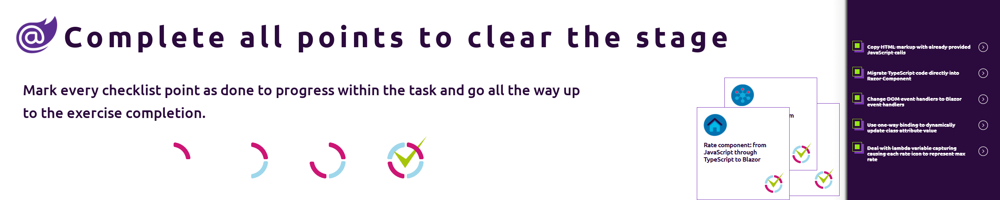 @ Complete all points to clear the stage
Mark every checklist point as done to progress within the task and go all the way up
to the exercise completion.
m
Rate component: from
JavaScript through
TypeScript to Blazor
Copy HTML markup with already provided
JavaScript calls
Migrate TypeScript code directly into
Razor Component
Change DOM event handlers to Blazor
event handlers
Use one-way binding to dynamically
update class attribute value
Deal with lambda variable capturing
causing each rate icon to represent max
rate